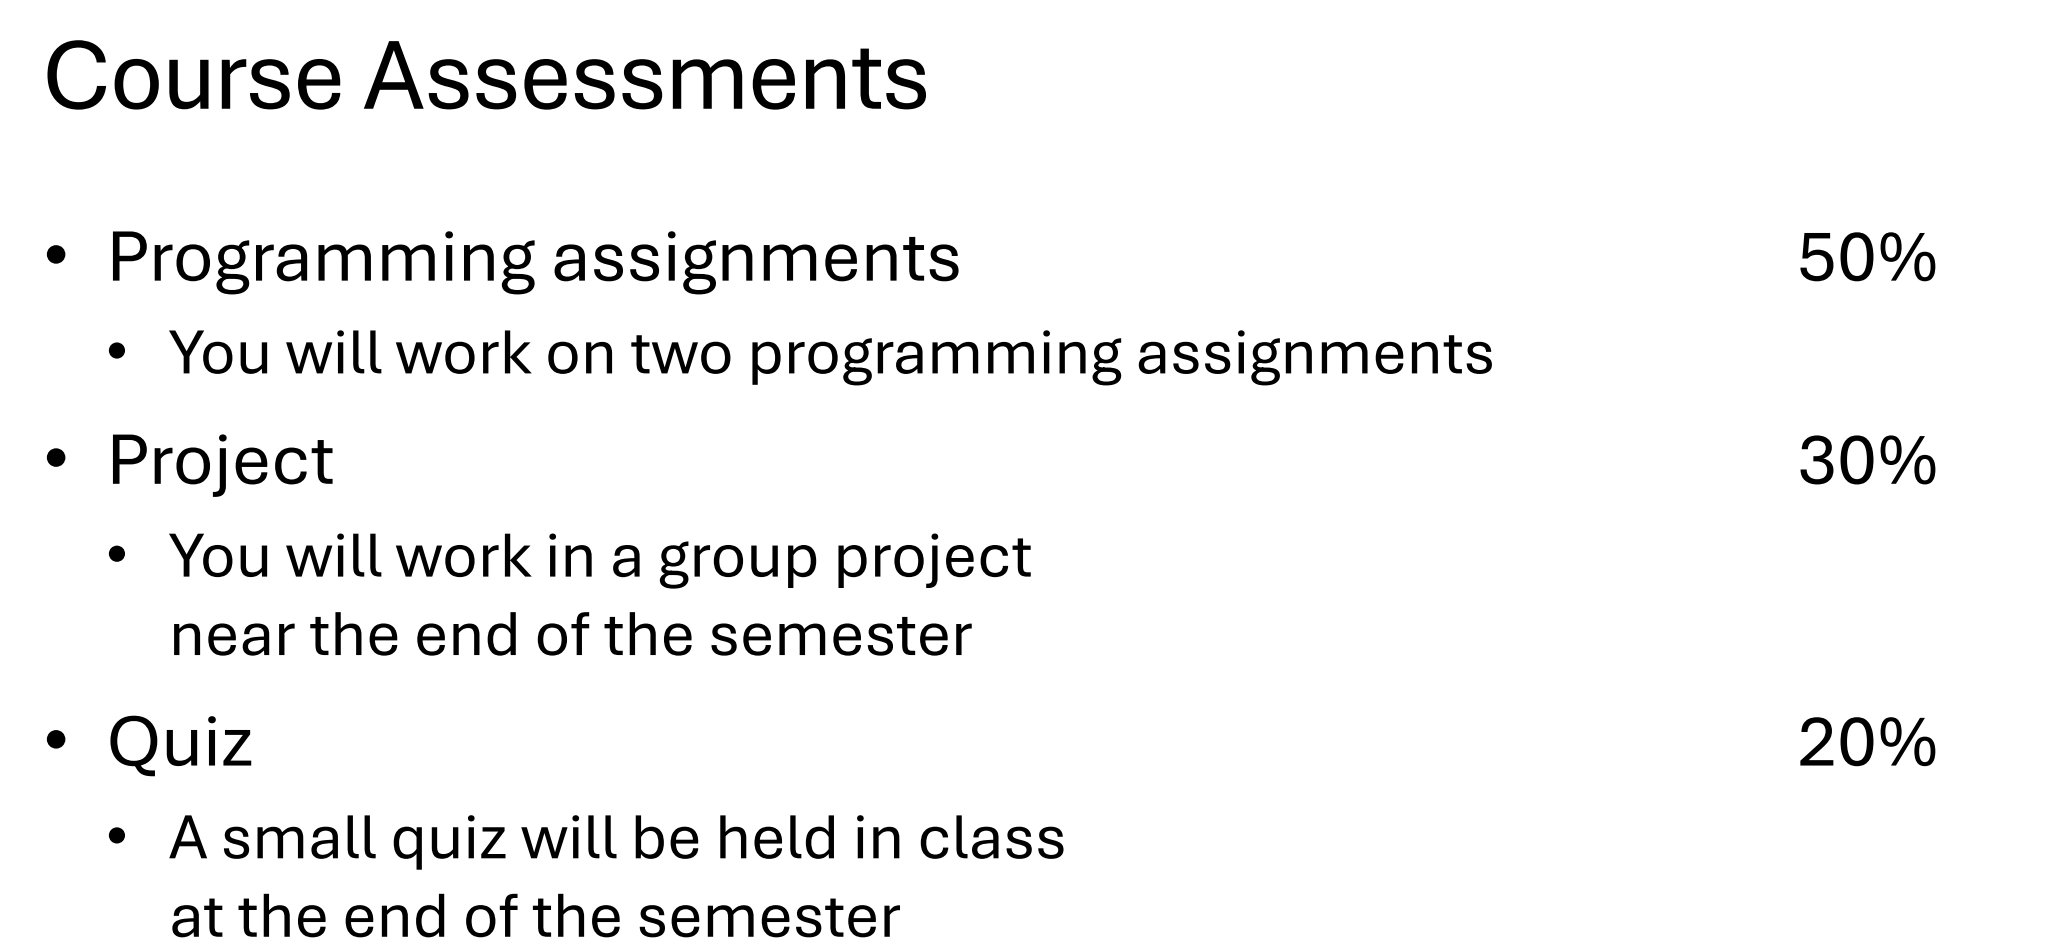 Course Assessments
• Programming assignments 50%
• You will work on two programming assignments
• Project 30%
• You will work in a group project
near the end of the semester
• Quiz 20%
• A small quiz will be held in class
at the end of the semester